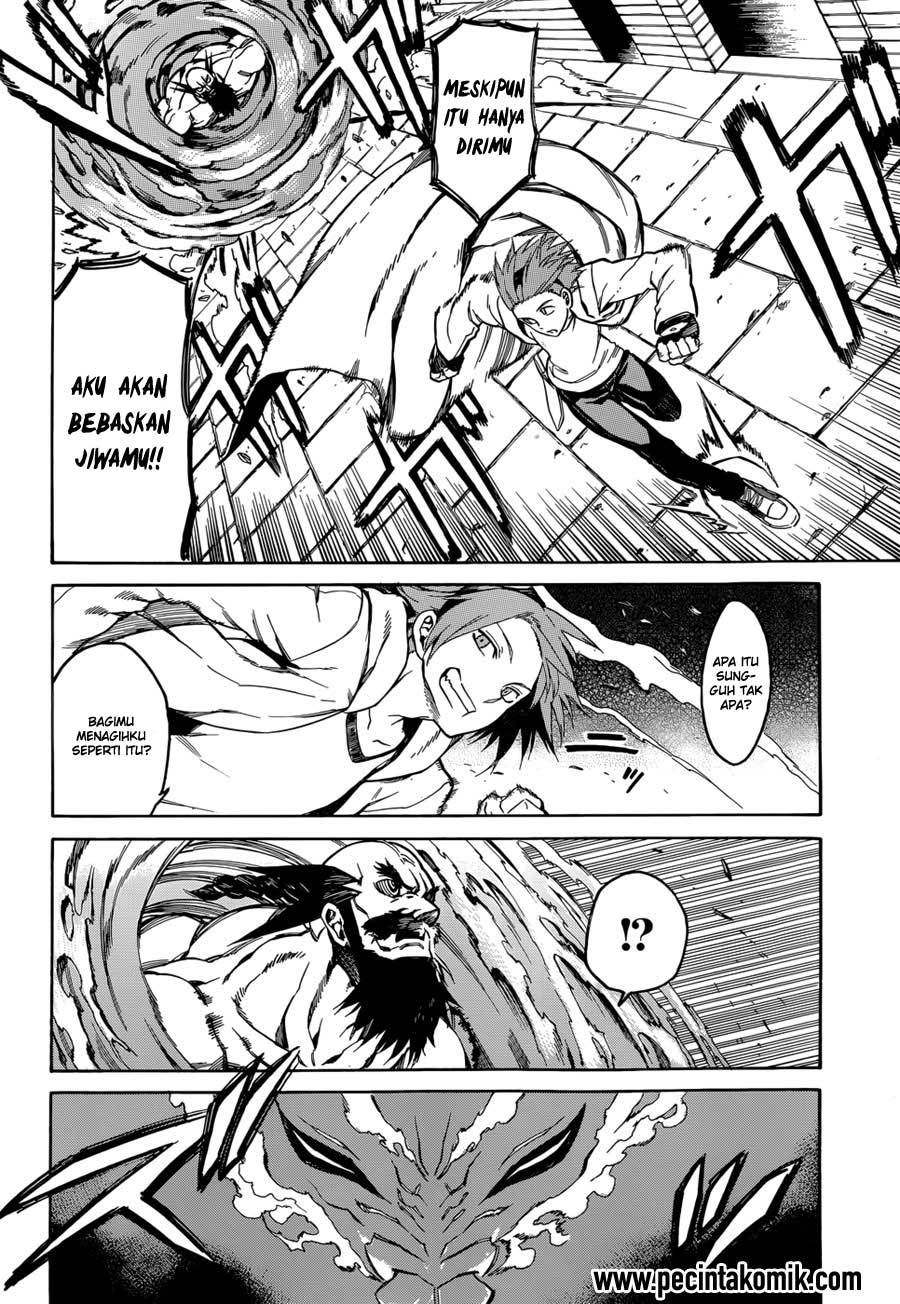 MESKIPUN
ITU HANYA
DIRIMU
AKU AKAN
BEBASKAN
JIWAMU!!
APA ITU
SUNG-
GUH TAK
APA?
BAGIMU
MENAGIHKU
SEPERTI ITU?
!?
www.pecintakomik.com